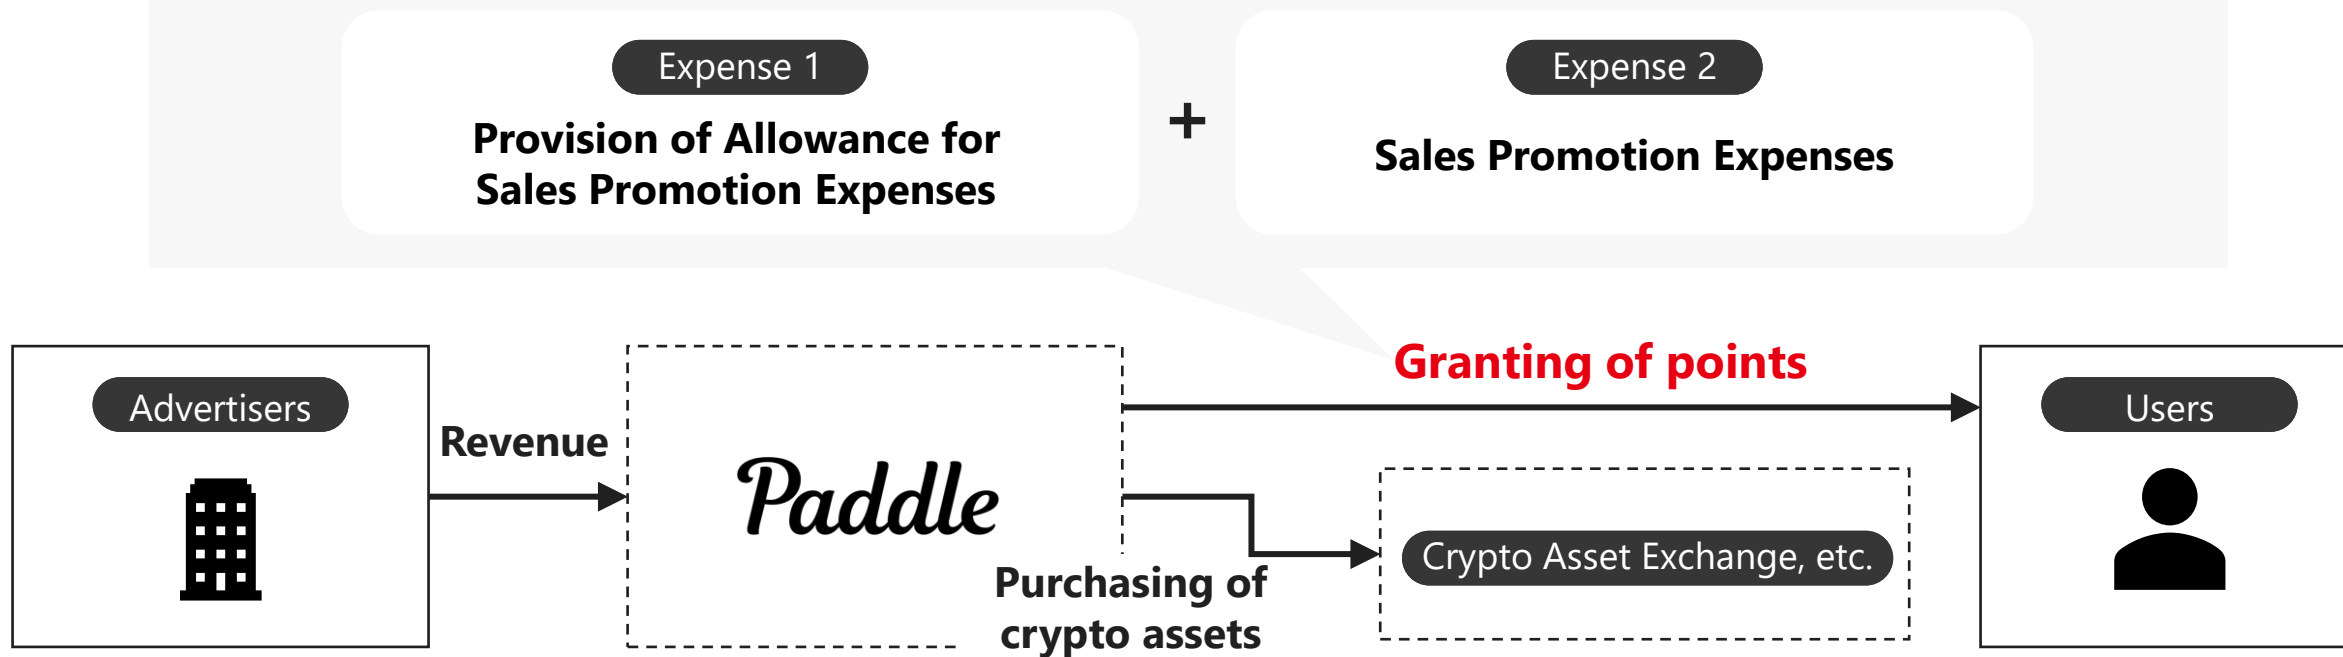 Expense 1
Provision of Allowance for
Sales Promotion Expenses
+
Expense 2
Sales Promotion Expenses
Advertisers
Revenue
Paddle
Granting of points
Purchasing of
crypto assets
Crypto Asset Exchange, etc.
Users